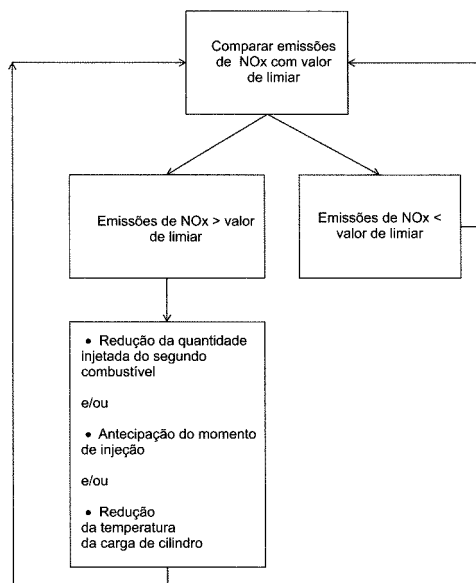 Comparar emissões
de NOx com valor
de limiar
Emissões de NOx > valor
de limiar
Emissões de NOx <
valor de limiar
• Redução da quantidade
injetada do segundo
combustível
e/ou
• Antecipação do momento
de injeção
e/ou
• Redução
da temperatura
da carga de cilindro